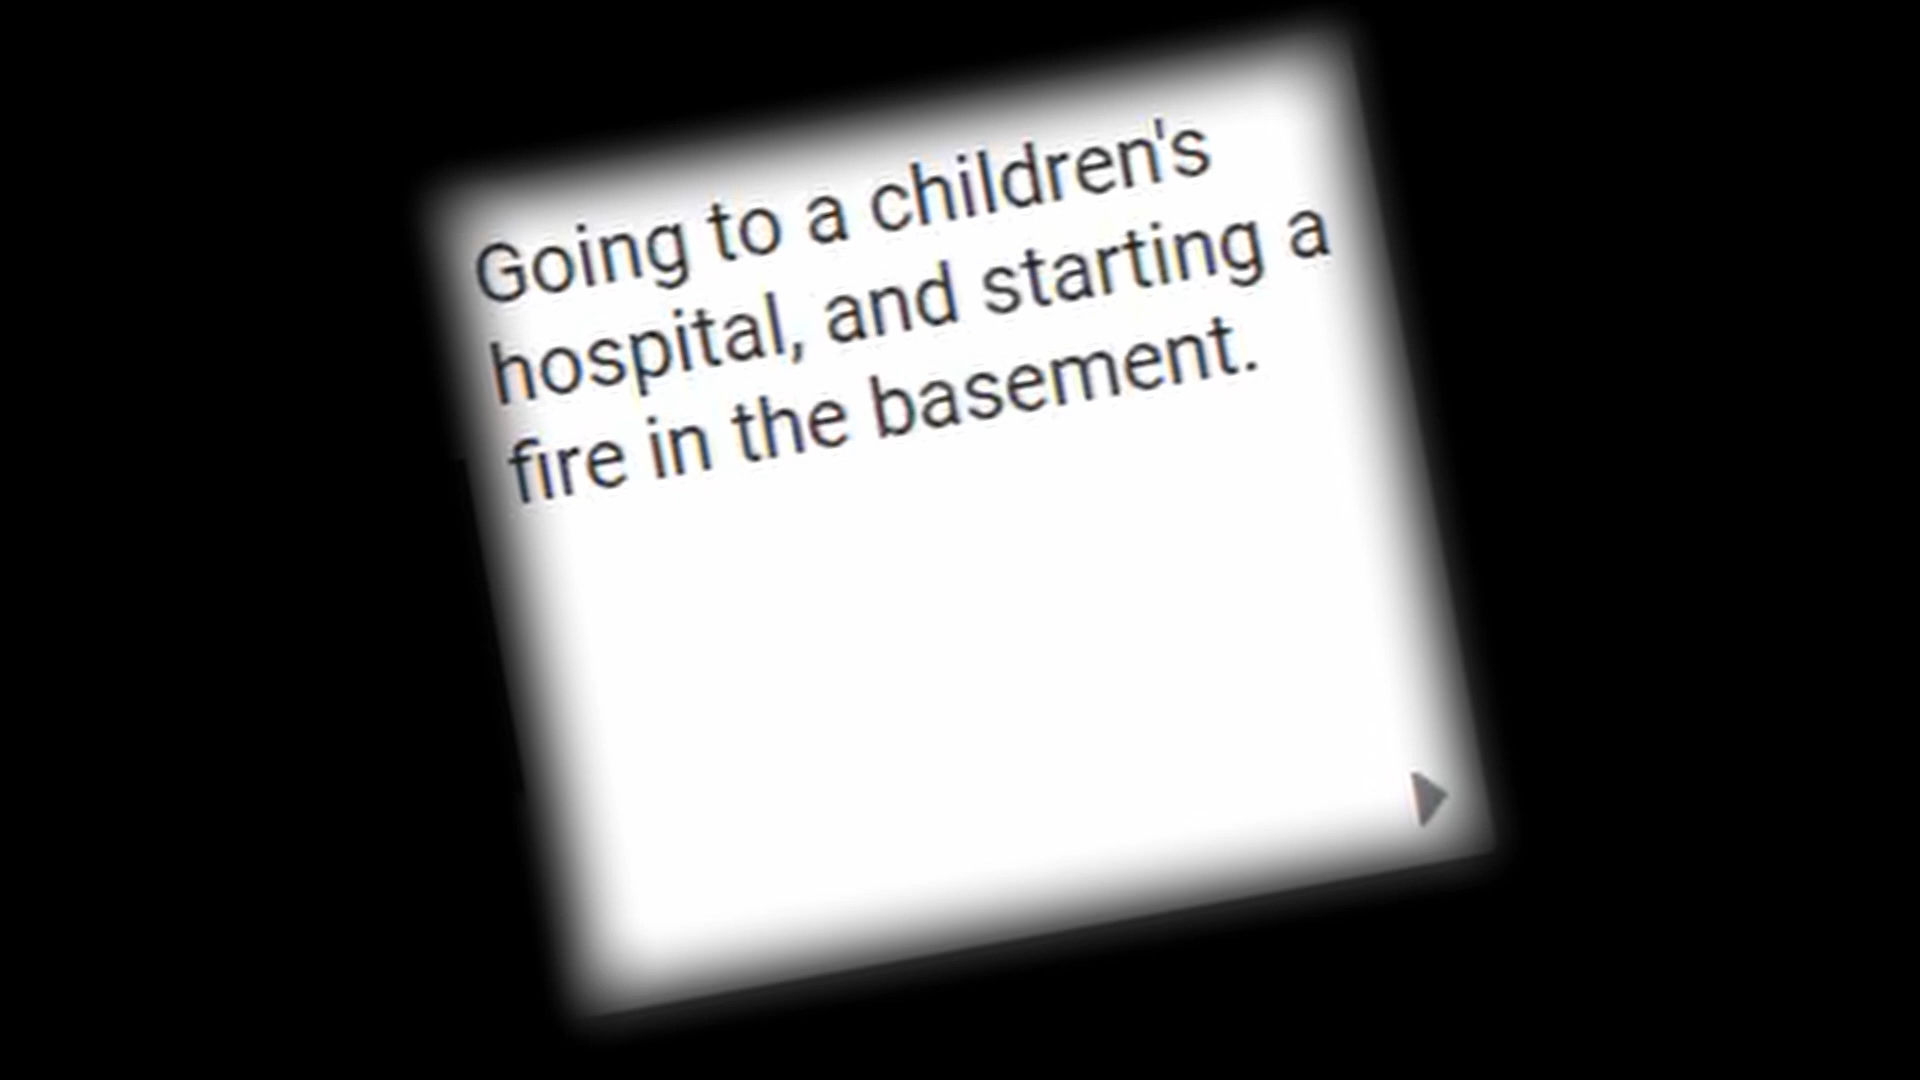 Going to a children's
hospital, and starting a
fire in the basement.